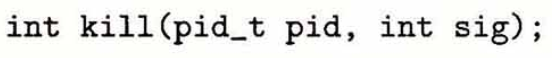 int kill(pid_t pid, int sig);